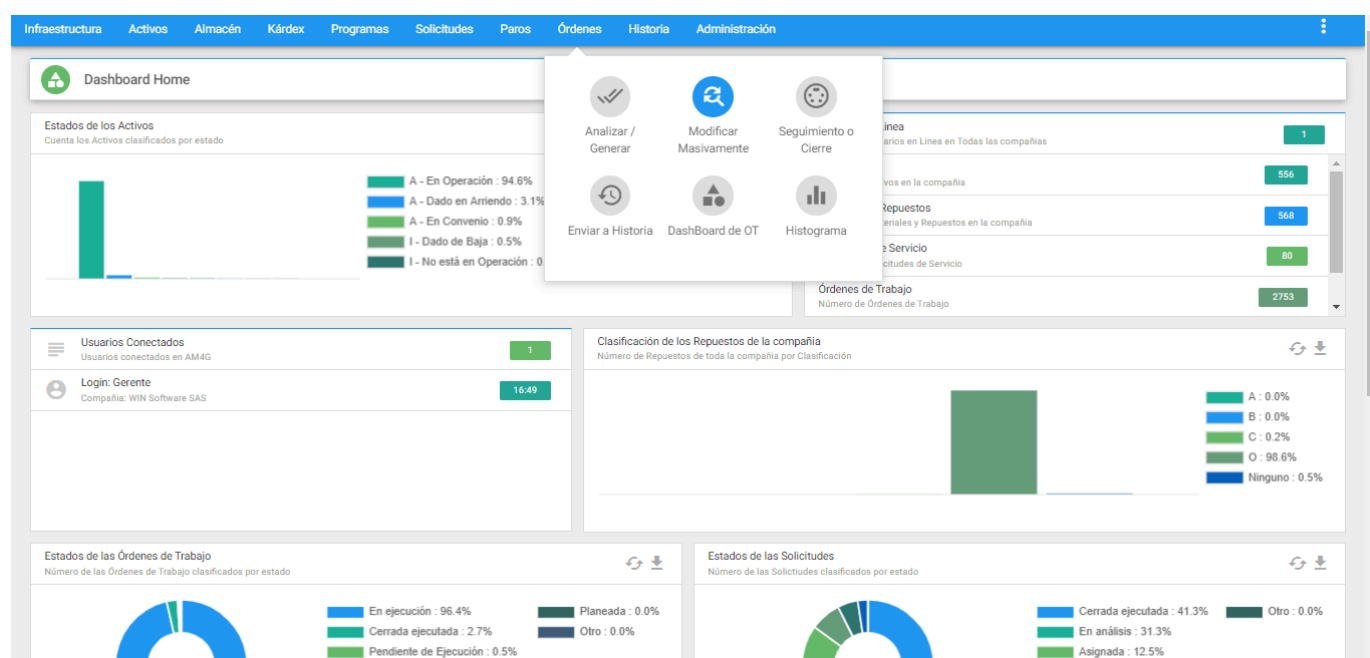 Infraestructura Activos Almacén Kárdex Programas Solicitudes Paros Órdenes Historia Administración
Dashboard Home
Analizar /
Generar
Modificar
Masivamente
Seguimiento o
Cierre
Enviar a Historia
DashBoard de OT
Histograma
Estados de los Activos
Cuenta los Activos clasificados por estado
A - En Operación : 94.6%
A - Dado en Arriendo : 3.1%
A - En Convenio : 0.9%
I - Dado de Baja : 0.5%
I - No está en Operación : 0
inea
arios en Linea en Todas las compañias
1
vos en la compañia
556
Repuestos
teriales y Repuestos en la compañia
568
e Servicio
citudes de Servicio
80
Órdenes de Trabajo
Número de Órdenes de Trabajo
2753
Usuarios Conectados
Usuarios conectados en AM4G
1
Login: Gerente
Compañia: WIN Software SAS
16:49
Clasificación de los Repuestos de la compañia
Número de Repuestos de toda la compañia por Clasificación
A : 0.0%
B : 0.0%
C : 0.2%
O : 98.6%
Ninguno : 0.5%
Estados de las Órdenes de Trabajo
Número de las Órdenes de Trabajo clasificados por estado
En ejecución : 96.4%
Cerrada ejecutada : 2.7%
Pendiente de Ejecución : 0.5%
Planeada : 0.0%
Otro : 0.0%
Estados de las Solicitudes
Número de las Solictiudes clasificados por estado
Cerrada ejecutada : 41.3%
En análisis : 31.3%
Asignada : 12.5%
Otro : 0.0%